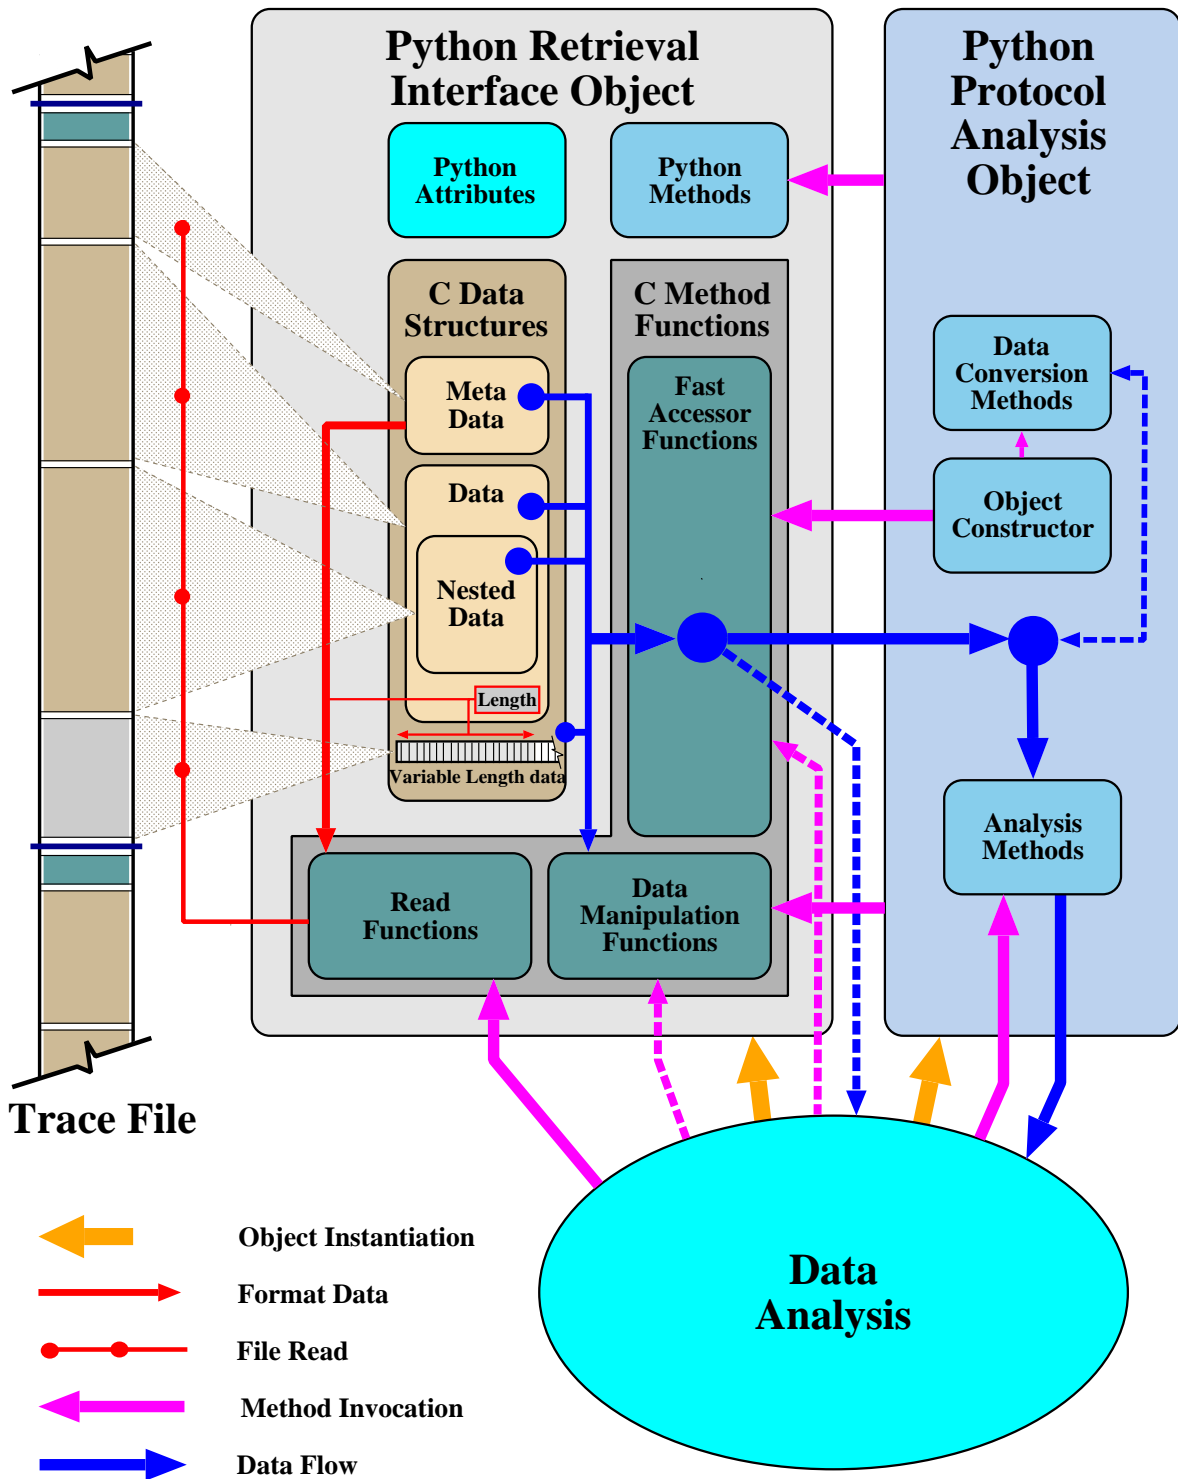 Python Retrieval
Interface Object
Python
Protocol
Analysis
Object
Python
Attributes
Python
Methods
C Data
Structures
C Method
Functions
Meta
Data
Fast
Accessor
Functions
Data
Conversion
Methods
Data
Object
Constructor
Nested
Data
Length
Variable Length data
Analysis
Methods
Read
Functions
Data
Manipulation
Functions
Trace File
Object Instantiation
Format Data
File Read
Method Invocation
Data Flow
Data
Analysis